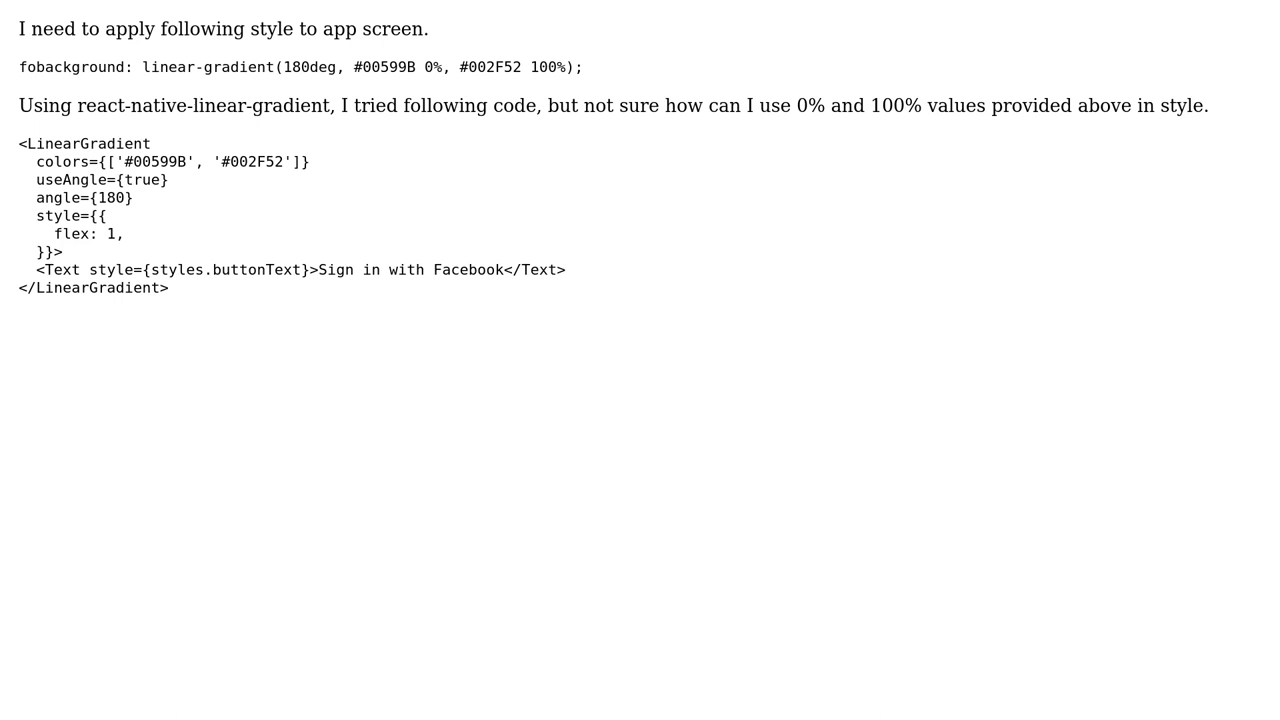 I need to apply following style to app screen.
fobackground: linear-gradient(180deg, #00599B 0%, #002F52 100%);
Using react-native-linear-gradient, I tried following code, but not sure how can I use 0% and 100% values provided above in style.
<LinearGradient
  colors={['#00599B', '#002F52']}
  useAngle={true}
  angle={180}
  style={{
    flex: 1,
  }}>
  <Text style={styles.buttonText}>Sign in with Facebook</Text>
</LinearGradient>